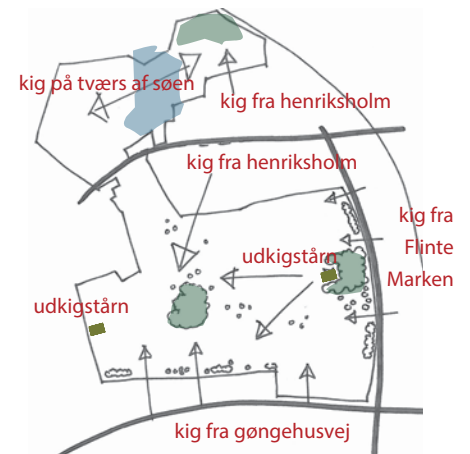 kig på tværs af søen
kig fra henriksholm
kig fra henriksholm
kig fra
Flinte
Marken
udkigstårn
udkigstårn
kig fra gøngehusvej